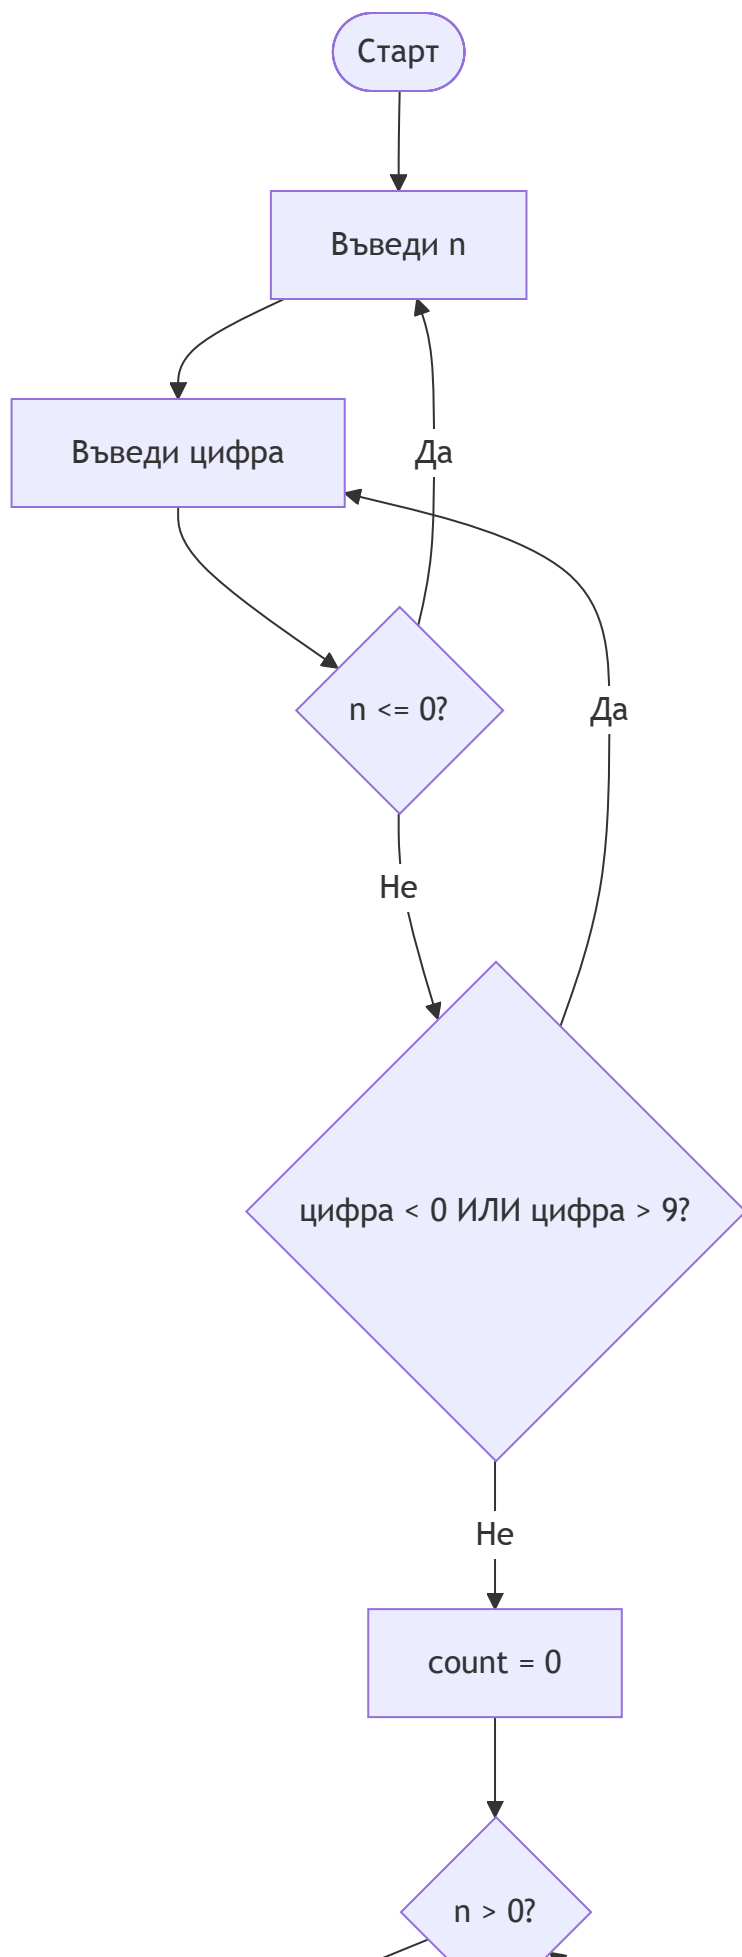 Старт
Въведи n
Въведи цифра
Да
n <= 0?
Да
Не
цифра < 0 ИЛИ цифра > 9?
Не
count = 0
n > 0?